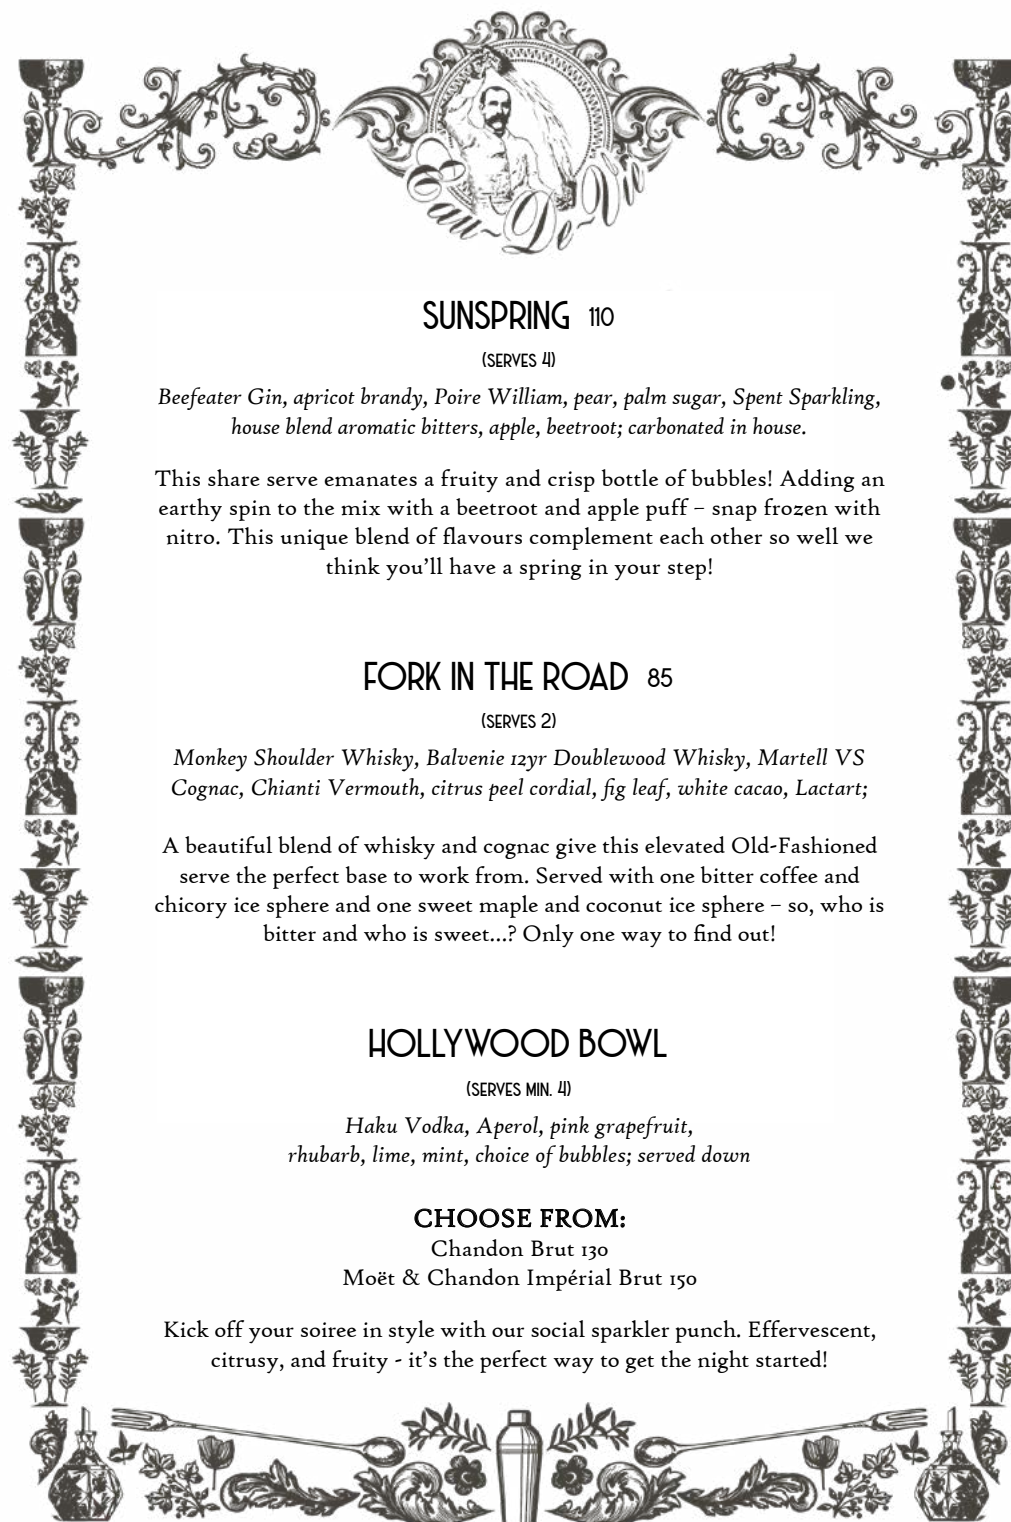 Eau-De-Vie
SUNSPRING 110
(SERVES 4)
Beefeater Gin, apricot brandy, Poire William, pear, palm sugar, Spent Sparkling,
house blend aromatic bitters, apple, beetroot; carbonated in house.
This share serve emanates a fruity and crisp bottle of bubbles! Adding an
earthy spin to the mix with a beetroot and apple puff – snap frozen with
nitro. This unique blend of flavours complement each other so well we
think you'll have a spring in your step!
FORK IN THE ROAD 85
(SERVES 2)
Monkey Shoulder Whisky, Balvenie 12yr Doublewood Whisky, Martell VS
Cognac, Chianti Vermouth, citrus peel cordial, fig leaf, white cacao, Lactart;
A beautiful blend of whisky and cognac give this elevated Old-Fashioned
serve the perfect base to work from. Served with one bitter coffee and
chicory ice sphere and one sweet maple and coconut ice sphere – so, who is
bitter and who is sweet...? Only one way to find out!
HOLLYWOOD BOWL
(SERVES MIN. 4)
Haku Vodka, Aperol, pink grapefruit,
rhubarb, lime, mint, choice of bubbles; served down
CHOOSE FROM:
Chandon Brut 130
Moët & Chandon Impérial Brut 150
Kick off your soiree in style with our social sparkler punch. Effervescent,
citrusy, and fruity - it's the perfect way to get the night started!